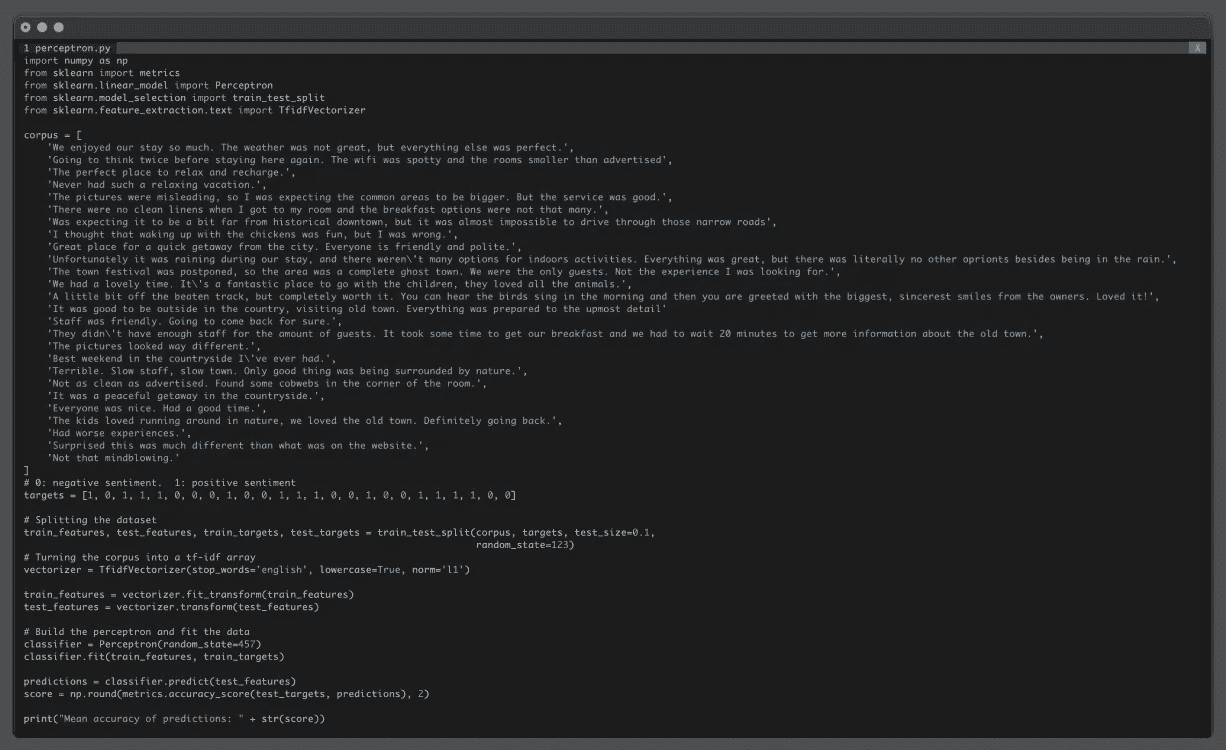 1 perceptron.py X
import numpy as np
from sklearn import metrics
from sklearn.linear_model import Perceptron
from sklearn.model_selection import train_test_split
from sklearn.feature_extraction.text import TfidfVectorizer

corpus = [
    'We enjoyed our stay so much. The weather was not great, but everything else was perfect.',
    'Going to think twice before staying here again. The wifi was spotty and the rooms smaller than advertised',
    'The perfect place to relax and recharge.',
    'Never had such a relaxing vacation.',
    'The pictures were misleading, so I was expecting the common areas to be bigger. But the service was good.',
    'There were no clean linens when I got to my room and the breakfast options were not that many.',
    'Was expecting it to be a bit far from historical downtown, but it was almost impossible to drive through those narrow roads',
    'I thought that waking up with the chickens was fun, but I was wrong.',
    'Great place for a quick getaway from the city. Everyone is friendly and polite.',
    'Unfortunately it was raining during our stay, and there weren\'t many options for indoors activities. Everything was great, but there was literally no other oprionts besides being in the rain.',
    'The town festival was postponed, so the area was a complete ghost town. We were the only guests. Not the experience I was looking for.',
    'We had a lovely time. It\'s a fantastic place to go with the children, they loved all the animals.',
    'A little bit off the beaten track, but completely worth it. You can hear the birds sing in the morning and then you are greeted with the biggest, sincerest smiles from the owners. Loved it!',
    'It was good to be outside in the country, visiting old town. Everything was prepared to the upmost detail'
    'Staff was friendly. Going to come back for sure.',
    'They didn\'t have enough staff for the amount of guests. It took some time to get our breakfast and we had to wait 20 minutes to get more information about the old town.',
    'The pictures looked way different.',
    'Best weekend in the countryside I\'ve ever had.',
    'Terrible. Slow staff, slow town. Only good thing was being surrounded by nature.',
    'Not as clean as advertised. Found some cobwebs in the corner of the room.',
    'It was a peaceful getaway in the countryside.',
    'Everyone was nice. Had a good time.',
    'The kids loved running around in nature, we loved the old town. Definitely going back.',
    'Had worse experiences.',
    'Surprised this was much different than what was on the website.',
    'Not that mindblowing.'
]
# 0: negative sentiment.  1: positive sentiment
targets = [1, 0, 1, 1, 1, 0, 0, 0, 1, 0, 0, 1, 1, 1, 0, 0, 1, 0, 0, 1, 1, 1, 1, 0, 0]

# Splitting the dataset
train_features, test_features, train_targets, test_targets = train_test_split(corpus, targets, test_size=0.1,
                                                                              random_state=123)
# Turning the corpus into a tf-idf array
vectorizer = TfidfVectorizer(stop_words='english', lowercase=True, norm='l1')

train_features = vectorizer.fit_transform(train_features)
test_features = vectorizer.transform(test_features)

# Build the perceptron and fit the data
classifier = Perceptron(random_state=457)
classifier.fit(train_features, train_targets)

predictions = classifier.predict(test_features)
score = np.round(metrics.accuracy_score(test_targets, predictions), 2)

print("Mean accuracy of predictions: " + str(score))